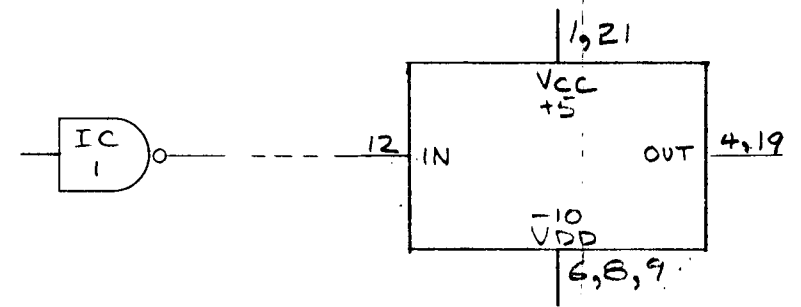 1, 21
VCC
+5
IC
1
12
IN
OUT
4, 19
-10
VDD
6, 8, 9